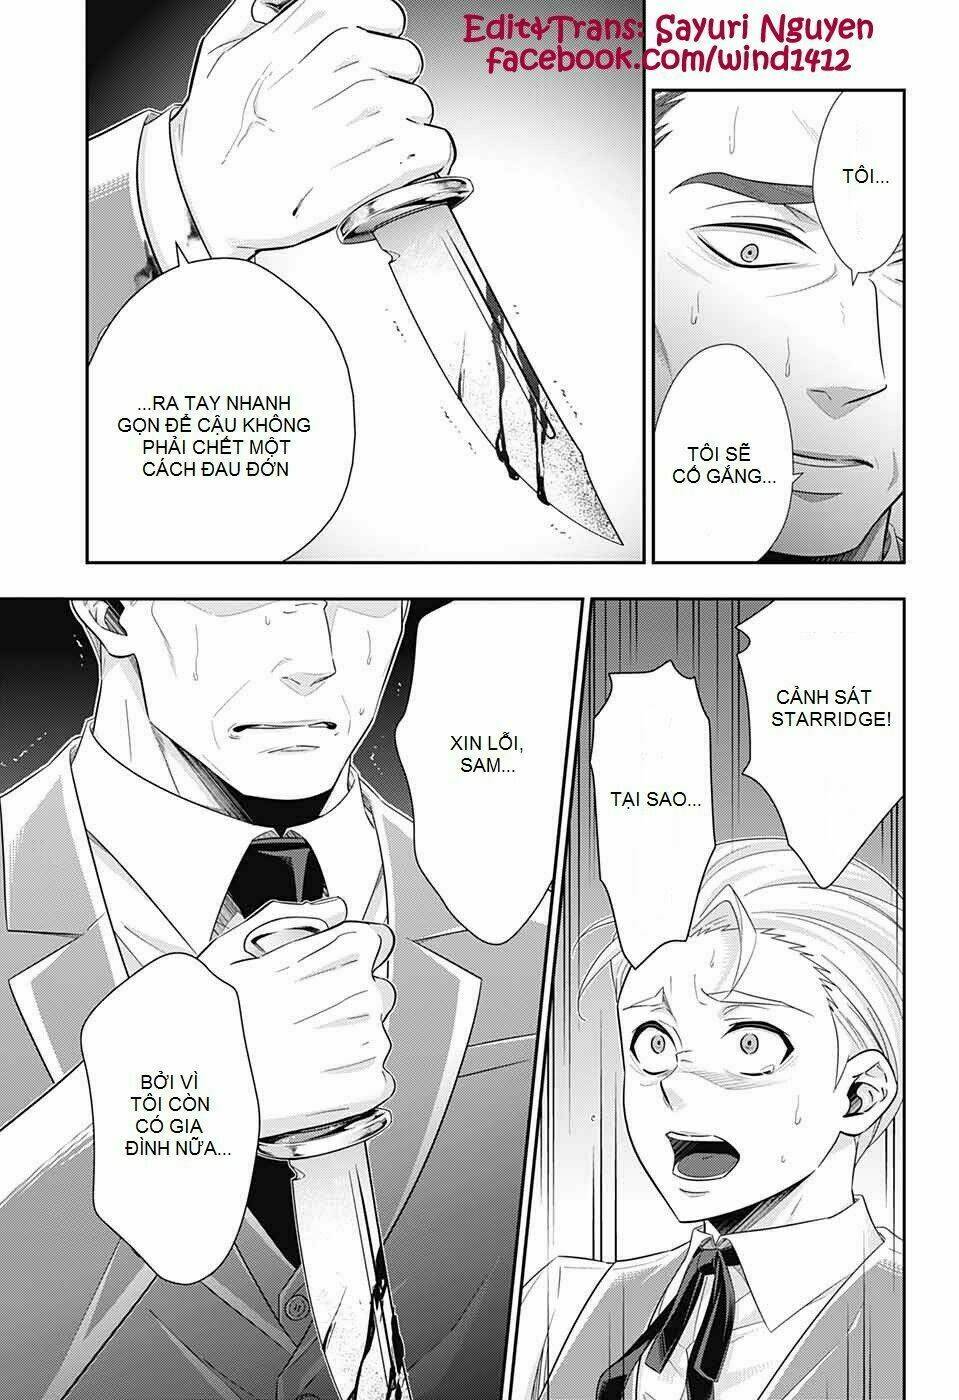 Edit&Trans: Sayuri Nguyen
facebook.com/wind1412
TÔI...
TÔI SẼ
CỐ GẮNG...
...RA TAY NHANH
GỌN ĐỂ CẬU KHÔNG
PHẢI CHẾT MỘT
CÁCH ĐAU ĐỚN
CẢNH SÁT
STARRIDGE!
TẠI SAO...
XIN LỖI,
SAM...
BỞI VÌ
TÔI CÒN
CÓ GIA
ĐÌNH NỮA...